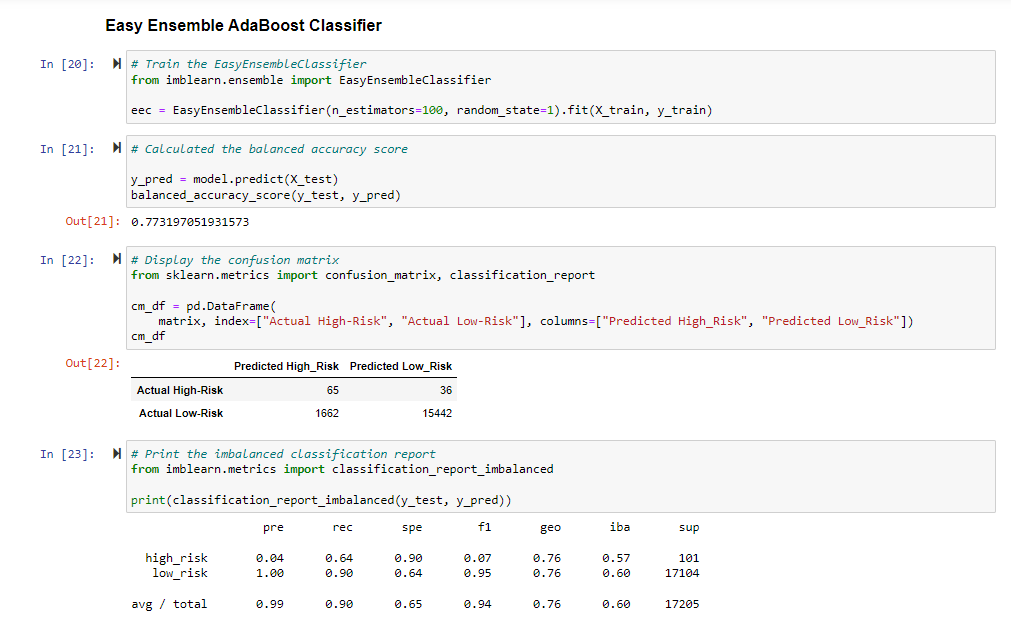 Easy Ensemble AdaBoost Classifier
In [20]: # Train the EasyEnsembleClassifier
from imblearn.ensemble import EasyEnsembleClassifier
eec = EasyEnsembleClassifier(n_estimators=100, random_state=1).fit(X_train, y_train)
In [21]: # Calculated the balanced accuracy score
y_pred = model.predict(X_test)
balanced_accuracy_score(y_test, y_pred)
Out[21]: 0.773197051931573
In [22]: # Display the confusion matrix
from sklearn.metrics import confusion_matrix, classification_report
cm_df = pd.DataFrame(
matrix, index=["Actual High-Risk", "Actual Low-Risk"], columns=["Predicted High_Risk", "Predicted Low_Risk"])
cm_df
Out[22]:
Predicted High_Risk Predicted Low_Risk
Actual High-Risk 65 36
Actual Low-Risk 1662 15442
In [23]: # Print the imbalanced classification report
from imblearn.metrics import classification_report_imbalanced
print(classification_report_imbalanced(y_test, y_pred))
pre rec spe f1 geo iba sup
high_risk 0.04 0.64 0.90 0.07 0.76 0.57 101
low_risk 1.00 0.90 0.64 0.95 0.76 0.60 17104
avg / total 0.99 0.90 0.65 0.94 0.76 0.60 17205